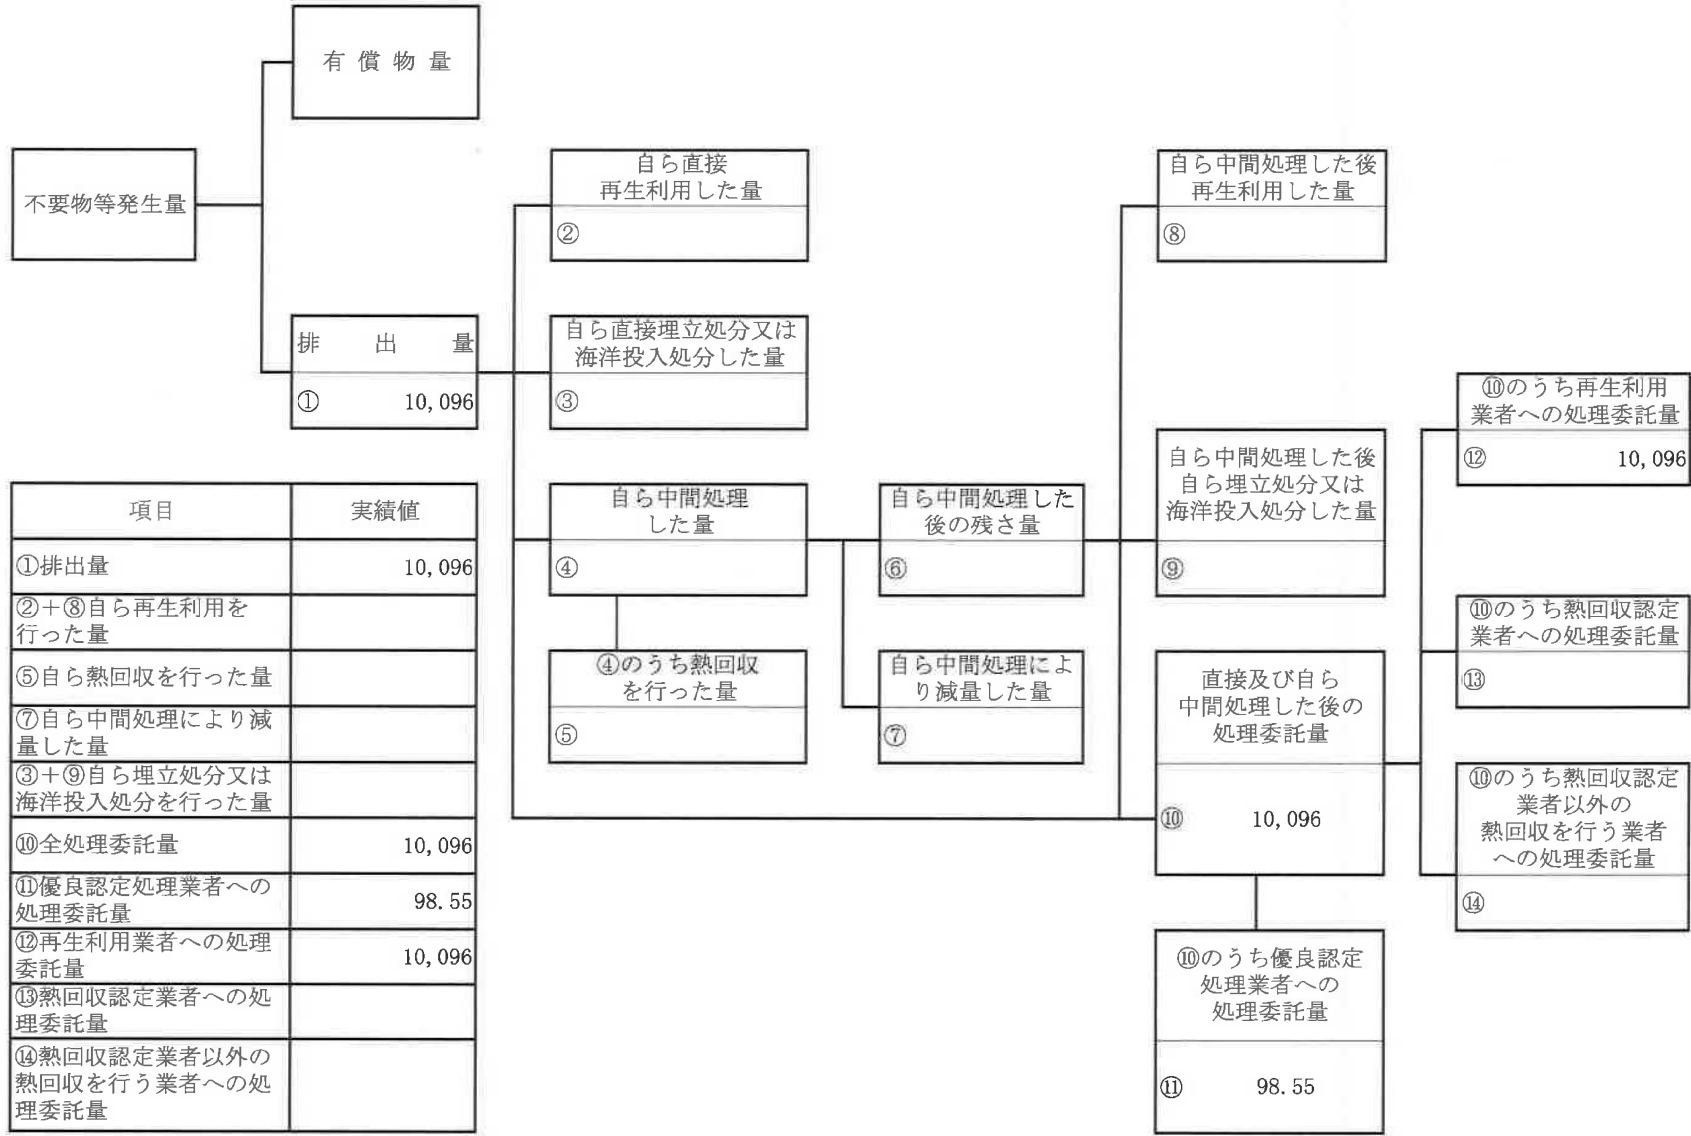 有償物量
不要物等発生量
排出量
① 10,096
自ら直接
再生利用した量
②
自ら直接埋立処分又は
海洋投入処分した量
③
自ら中間処理
した量
④
④のうち熱回収
を行った量
⑤
自ら中間処理した
後の残さ量
⑥
自ら中間処理によ
り減量した量
⑦
自ら中間処理した後
再生利用した量
⑧
自ら中間処理した後
自ら埋立処分又は
海洋投入処分した量
⑨
直接及び自ら
中間処理した後の
処理委託量
⑩ 10,096
⑩のうち優良認定
処理業者への
処理委託量
⑪ 98.55
⑩のうち再生利用
業者への処理委託量
⑫ 10,096
⑩のうち熱回収認定
業者への処理委託量
⑬
⑩のうち熱回収認定
業者以外の
熱回収を行う業者
への処理委託量
⑭
項目 実績値
①排出量 10,096
②+⑧自ら再生利用を
行った量
⑤自ら熱回収を行った量
⑦自ら中間処理により減
量した量
③+⑨自ら埋立処分又は
海洋投入処分を行った量
⑩全処理委託量 10,096
⑪優良認定処理業者への
処理委託量 98.55
⑫再生利用業者への処理
委託量 10,096
⑬熱回収認定業者への処
理委託量
⑭熱回収認定業者以外の
熱回収を行う業者への処
理委託量